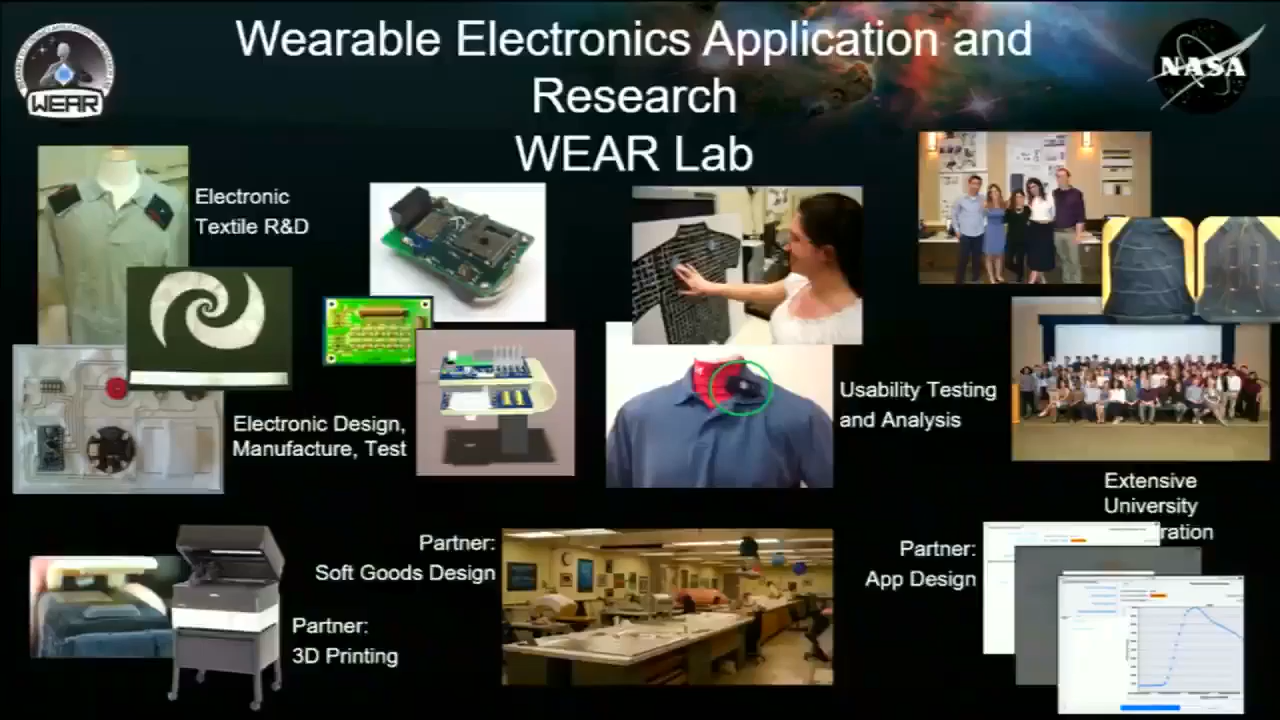 Wearable Electronics Application and
Research
WEAR Lab
WEAR
NASA
Electronic
Textile R&D
Electronic Design,
Manufacture, Test
Usability Testing
and Analysis
Extensive
University
ration
Partner:
Soft Goods Design
Partner:
App Design
Partner:
3D Printing